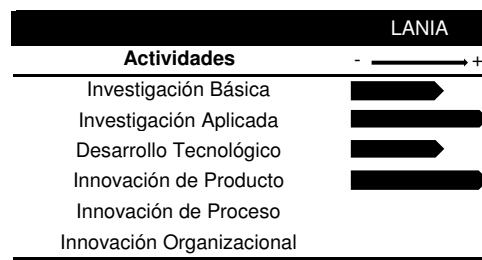 LANIA
Actividades - +
Investigación Básica
Investigación Aplicada
Desarrollo Tecnológico
Innovación de Producto
Innovación de Proceso
Innovación Organizacional